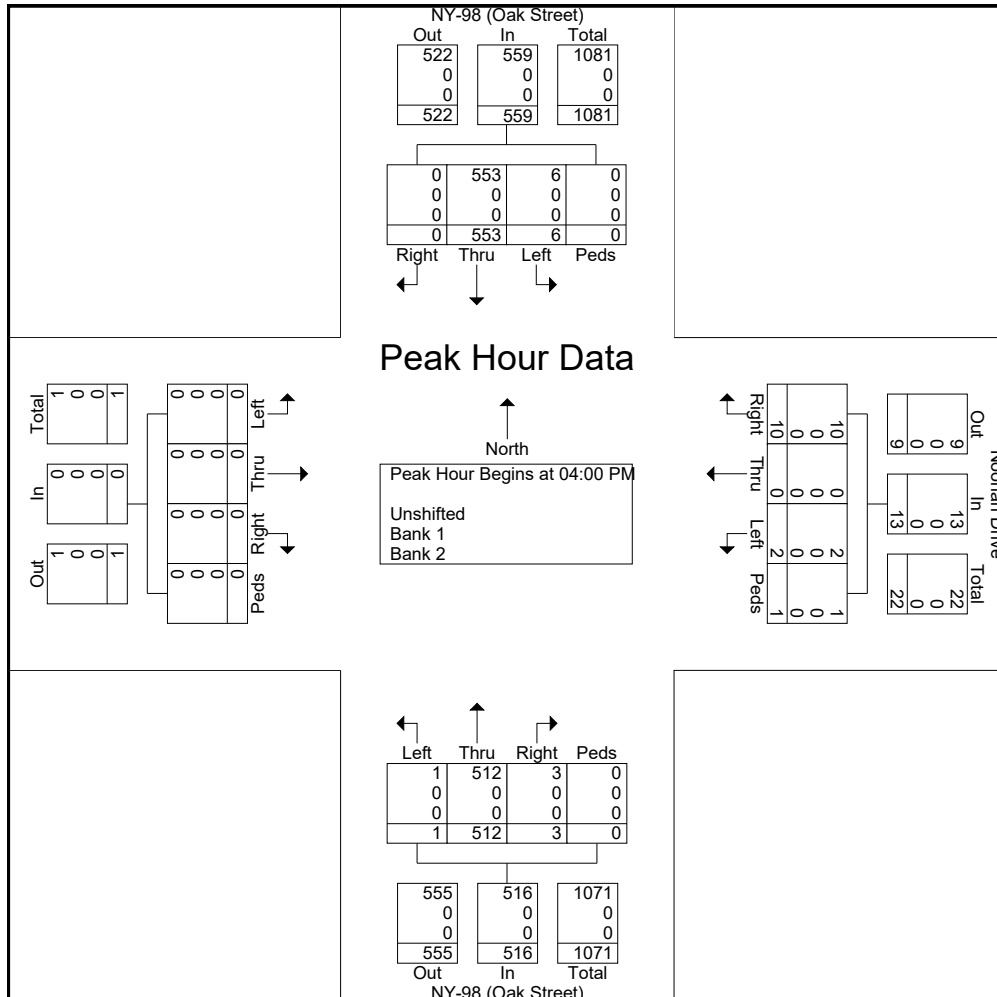 NY-98 (Oak Street)
Out In Total
522 559 1081
0 0 0
0 0 0
522 559 1081
0 553 6 0
0 0 0 0
0 0 0 0
0 553 6 0
Right Thru Left Peds
Peak Hour Data
North
Peak Hour Begins at 04:00 PM
Unshifted
Bank 1
Bank 2
Total
1 0 0 1
In
0 0 0 0
Out
1 0 0 1
0 0 0 0
Left
0 0 0 0
Thru
0 0 0 0
Right
0 0 0 0
Peds
Right
10 0 0 10
Thru
0 0 0 0
Left
2 0 0 2
Peds
1 0 0 1
Out
9 0 0 9
In
13 0 0 13
Total
22 0 0 22
Noonan Drive
Left Thru Right Peds
1 512 3 0
0 0 0 0
0 0 0 0
1 512 3 0
555 516 1071
0 0 0
0 0 0
555 516 1071
Out In Total
NY-98 (Oak Street)